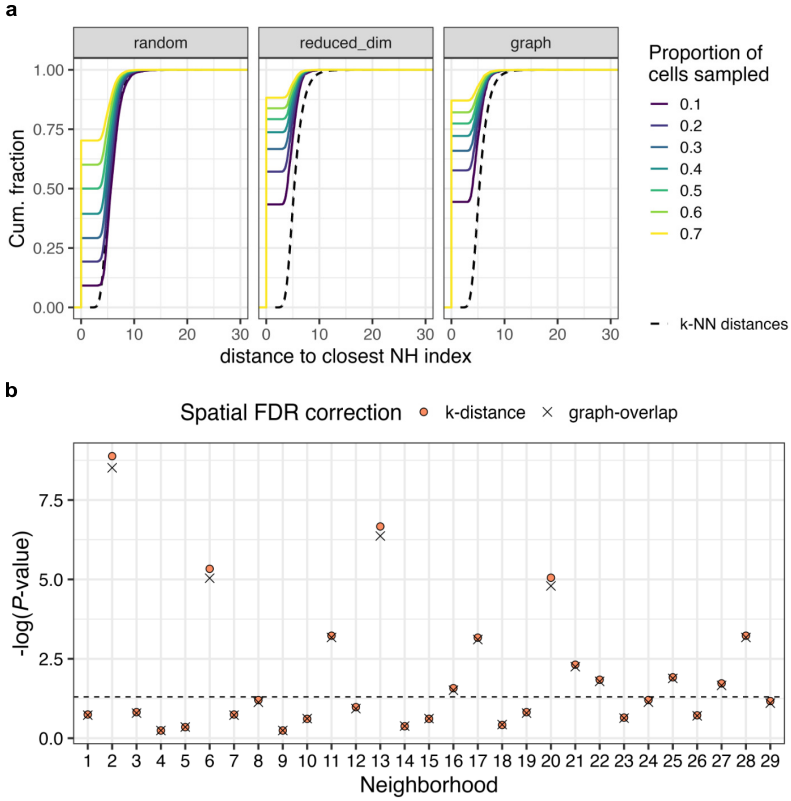 a
random
reduced_dim
graph
Cum. fraction
1.00
0.75
0.50
0.25
0.00
0 10 20 30
0 10 20 30
0 10 20 30
distance to closest NH index
Proportion of
cells sampled
0.1
0.2
0.3
0.4
0.5
0.6
0.7
k-NN distances
b
Spatial FDR correction k-distance graph-overlap
-log(P-value)
7.5
5.0
2.5
0.0
1 2 3 4 5 6 7 8 9 10 11 12 13 14 15 16 17 18 19 20 21 22 23 24 25 26 27 28 29
Neighborhood